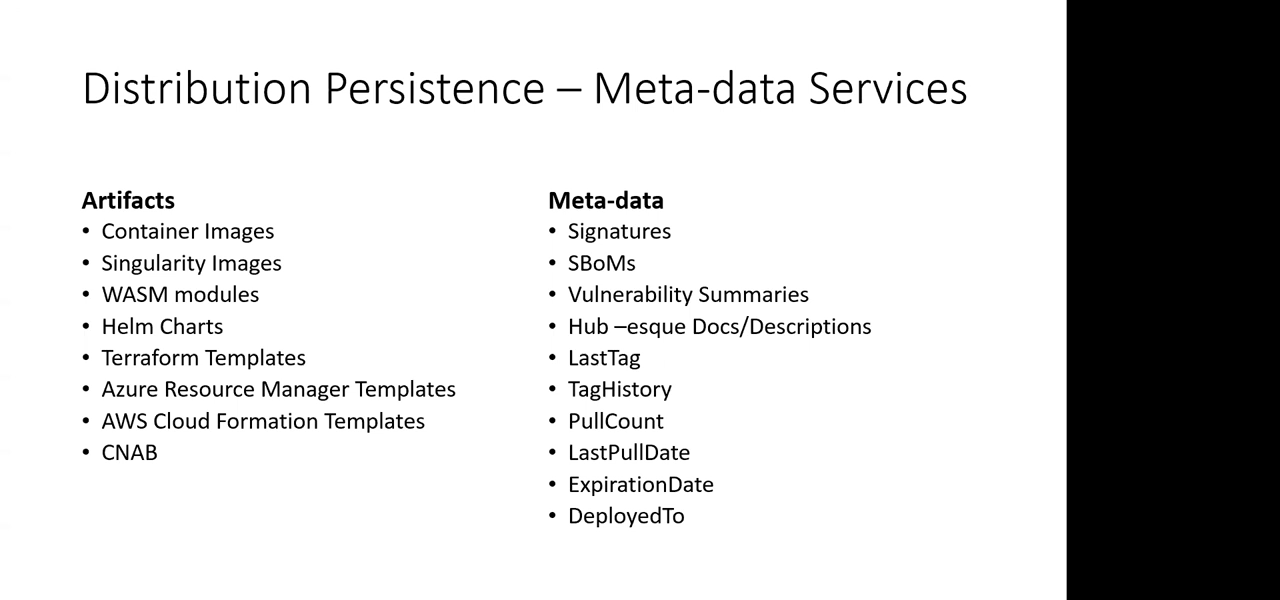 Distribution Persistence – Meta-data Services
Artifacts
• Container Images
• Singularity Images
• WASM modules
• Helm Charts
• Terraform Templates
• Azure Resource Manager Templates
• AWS Cloud Formation Templates
• CNAB
Meta-data
• Signatures
• SBoMs
• Vulnerability Summaries
• Hub –esque Docs/Descriptions
• LastTag
• TagHistory
• PullCount
• LastPullDate
• ExpirationDate
• DeployedTo